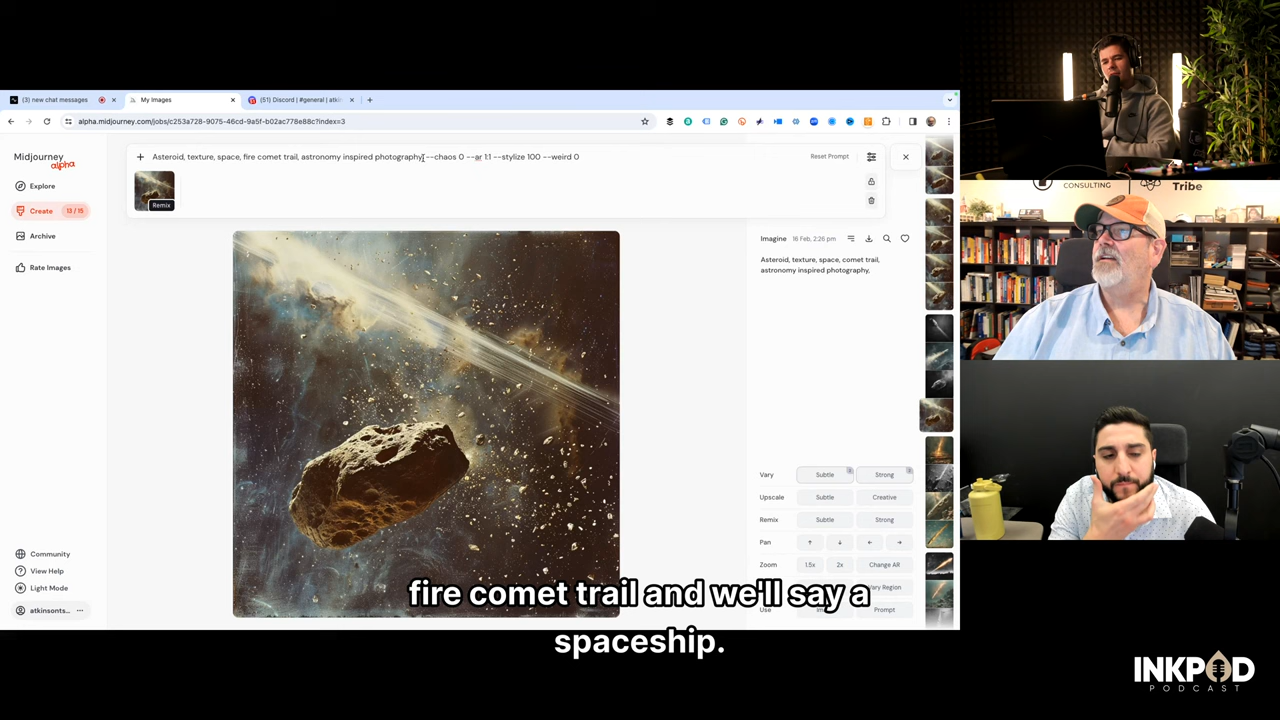 (3) new chat messages
My Images
(51) Discord | #general | atki
alpha.midjourney.com/jobs/c253a728-9075-46cd-9a5f-b02ac778e88c?index=3
Midjourney
alpha
Explore
Create
13 / 15
Archive
Rate Images
Community
View Help
Light Mode
atkinsonts...
Asteroid, texture, space, fire comet trail, astronomy inspired photography, --chaos 0 --ar 1:1 --stylize 100 --weird 0
Reset Prompt
Remix
Imagine
16 Feb, 2:26 pm
Asteroid, texture, space, comet trail,
astronomy inspired photography,
Vary
Subtle
Strong
Upscale
Subtle
Creative
Remix
Subtle
Strong
Pan
Zoom
1.5x
2x
Change AR
Vary Region
Use
Prompt
fire comet trail and we'll say a
spaceship.
CONSULTING
Tribe
INKPOD
PODCAST